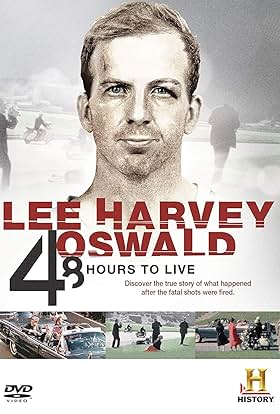 LEE HARVEY
OSWALD
48 HOURS TO LIVE
Discover the true story of what happened
after the fatal shots were fired.
DVD
VIDEO
H
HISTORY